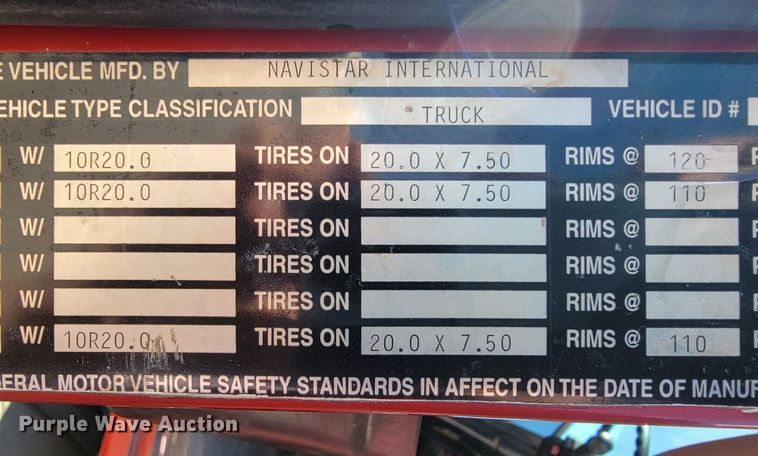 VEHICLE MFD. BY NAVISTAR INTERNATIONAL
EHICLE TYPE CLASSIFICATION TRUCK VEHICLE ID #
W/ 10R20.0 TIRES ON 20.0 X 7.50 RIMS @ 120
W/ 10R20.0 TIRES ON 20.0 X 7.50 RIMS @ 110
W/ TIRES ON RIMS @
W/ TIRES ON RIMS @
W/ TIRES ON RIMS @
W/ 10R20.0 TIRES ON 20.0 X 7.50 RIMS @ 110
ERAL MOTOR VEHICLE SAFETY STANDARDS IN AFFECT ON THE DATE OF MANUF
Purple Wave Auction